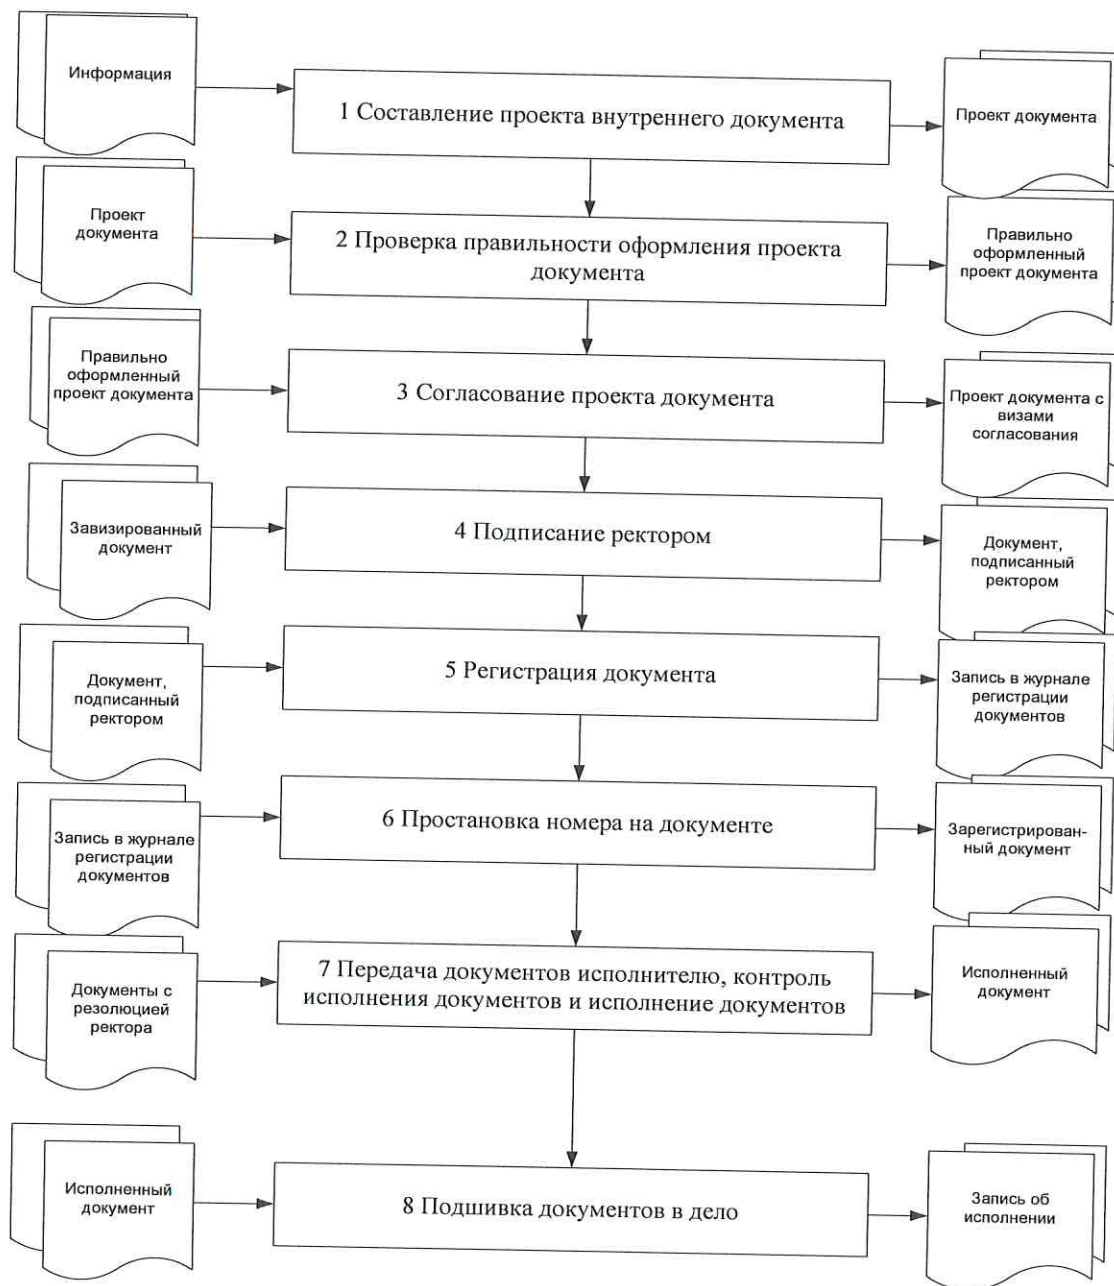 Информация
1 Составление проекта внутреннего документа
Проект документа
Проект
документа
2 Проверка правильности оформления проекта
документа
Правильно
оформленный
проект документа
Правильно
оформленный
проект документа
3 Согласование проекта документа
Проект документа с
визами
согласования
Завизированный
документ
4 Подписание ректором
Документ,
подписанный
ректором
Документ,
подписанный
ректором
5 Регистрация документа
Запись в журнале
регистрации
документов
Запись в журнале
регистрации
документов
6 Простановка номера на документе
Зарегистрирован-
ный документ
Документы с
резолюцией
ректора
7 Передача документов исполнителю, контроль
исполнения документов и исполнение документов
Исполненный
документ
Исполненный
документ
8 Подшивка документов в дело
Запись об
исполнении